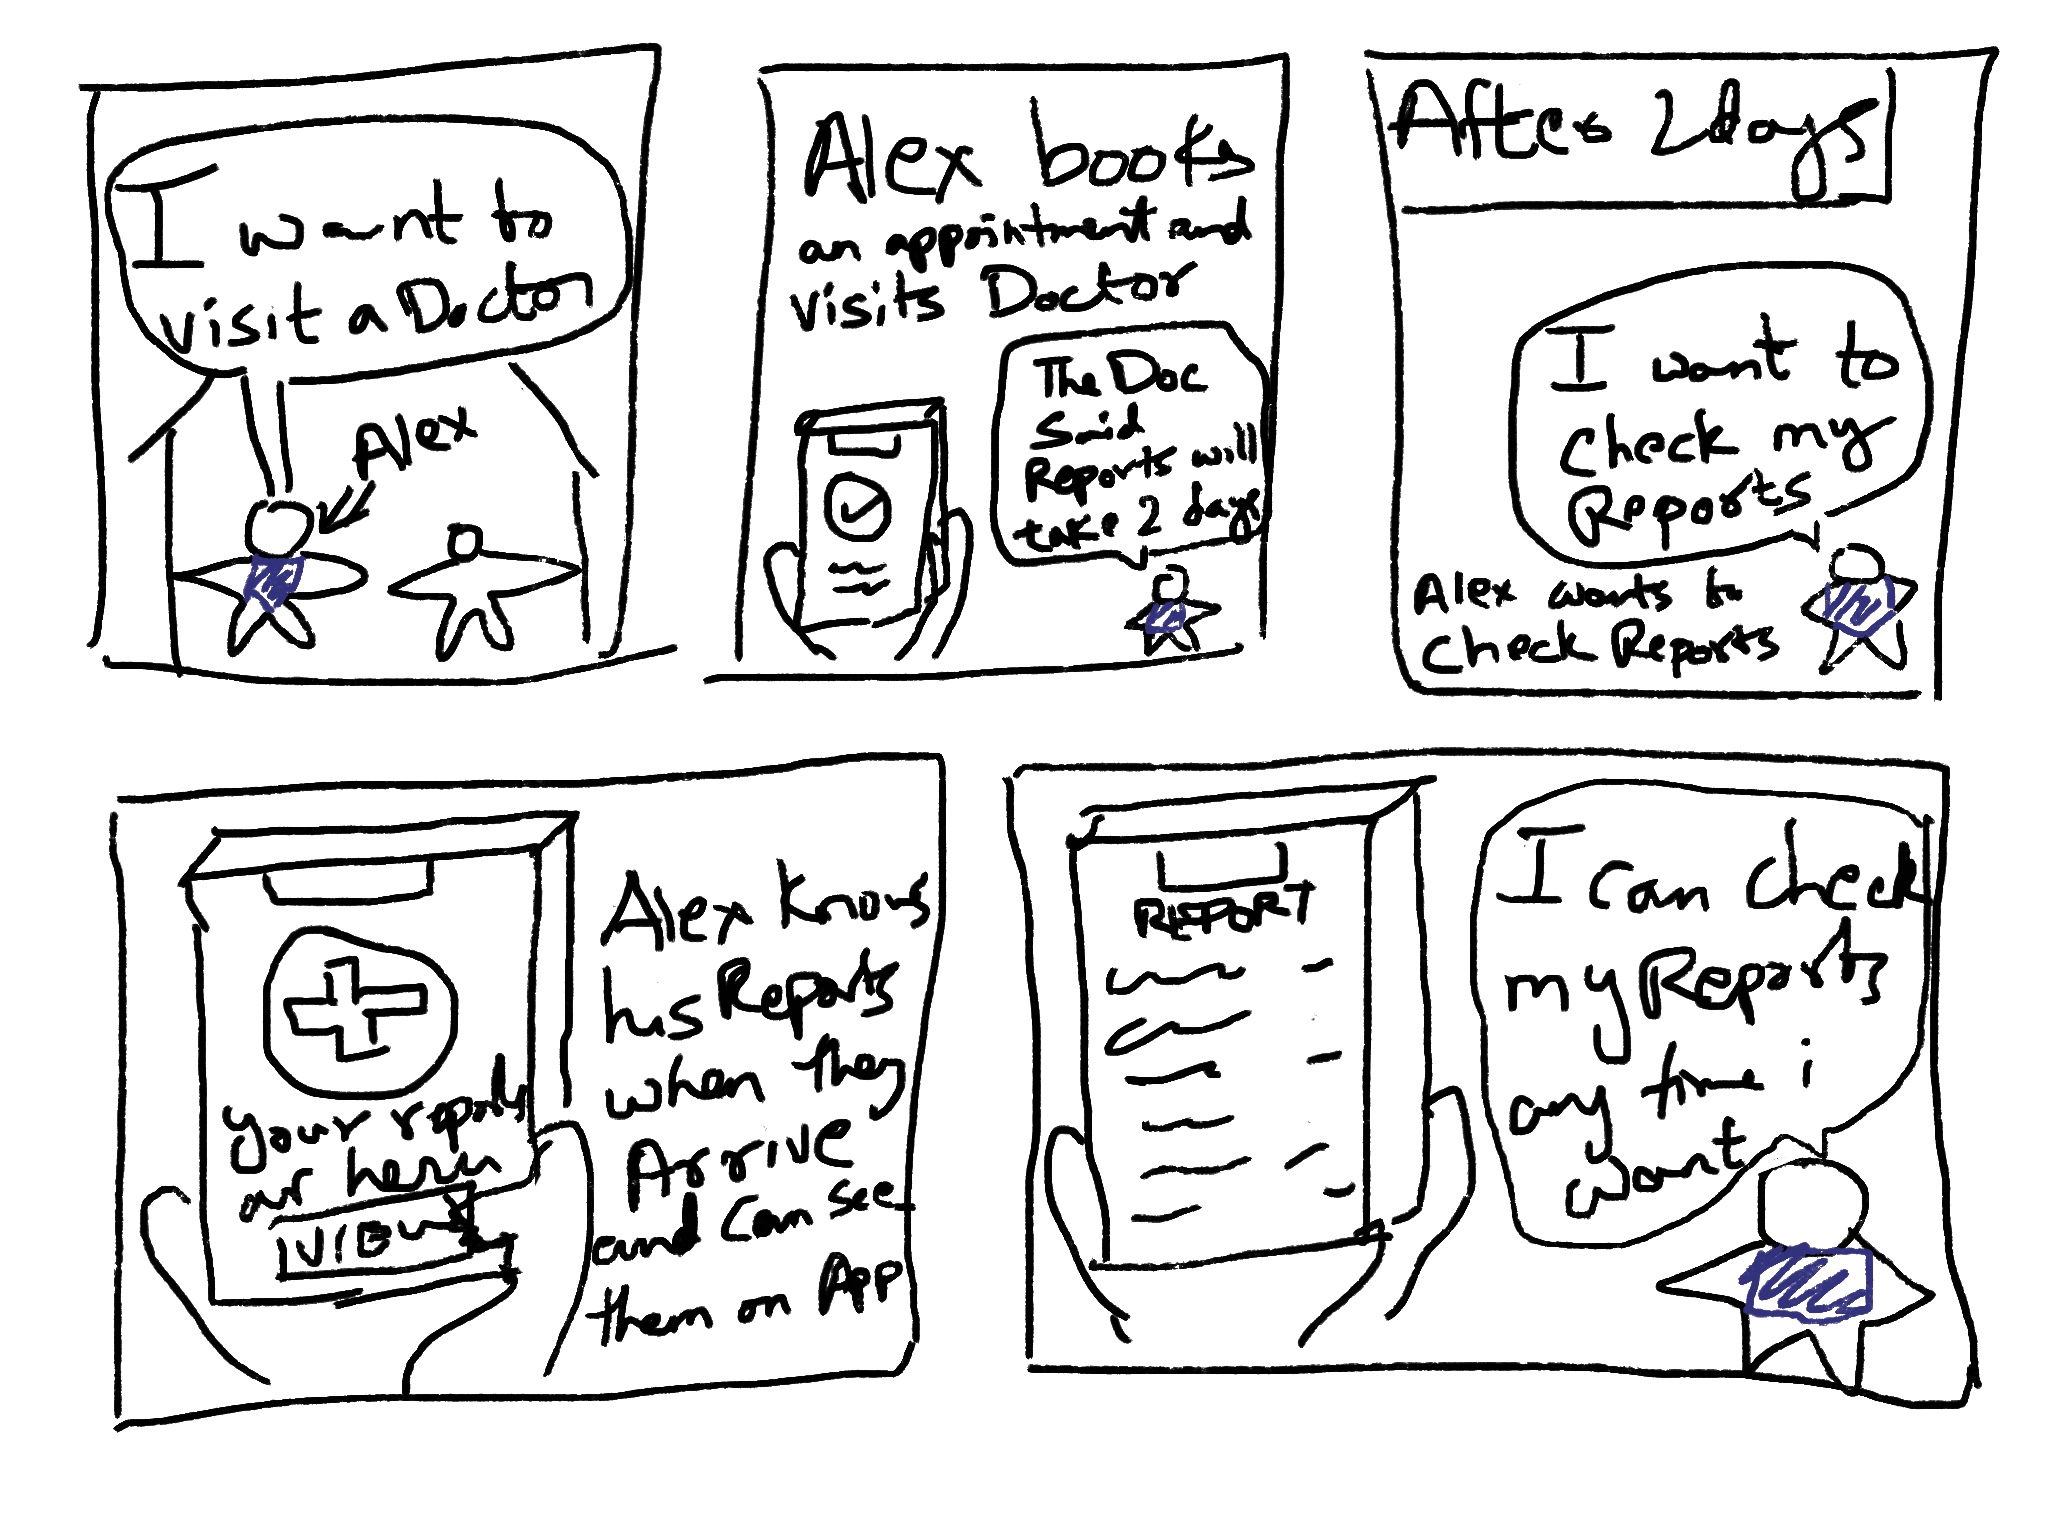 I want to
visit a Doctor
Alex
Alex books
an appointment and
visits Doctor
The Doc
Said
Reports will
take 2 days
After 2 days
I want to
check my
Reports
Alex wants to
check Reports
your reports
ar here
VIEW
Alex knows
his Reports
when they
Arrive
and can see
them on App
REPORT
I can check
my Reports
any time i
want